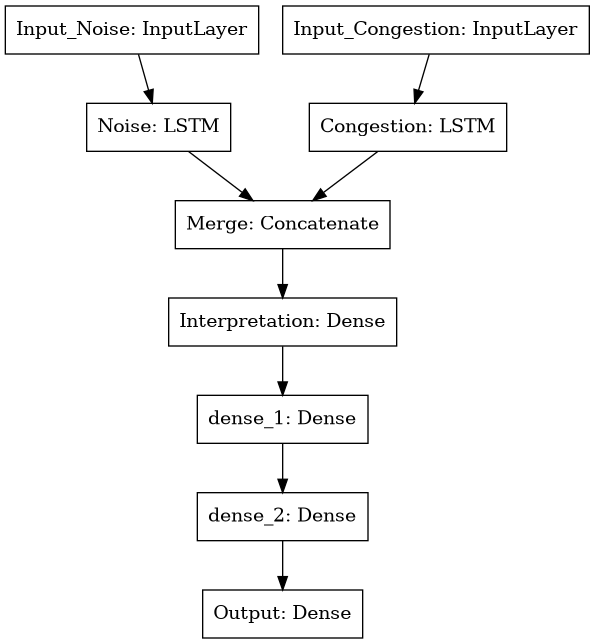 Input_Noise: InputLayer
Input_Congestion: InputLayer
Noise: LSTM
Congestion: LSTM
Merge: Concatenate
Interpretation: Dense
dense_1: Dense
dense_2: Dense
Output: Dense